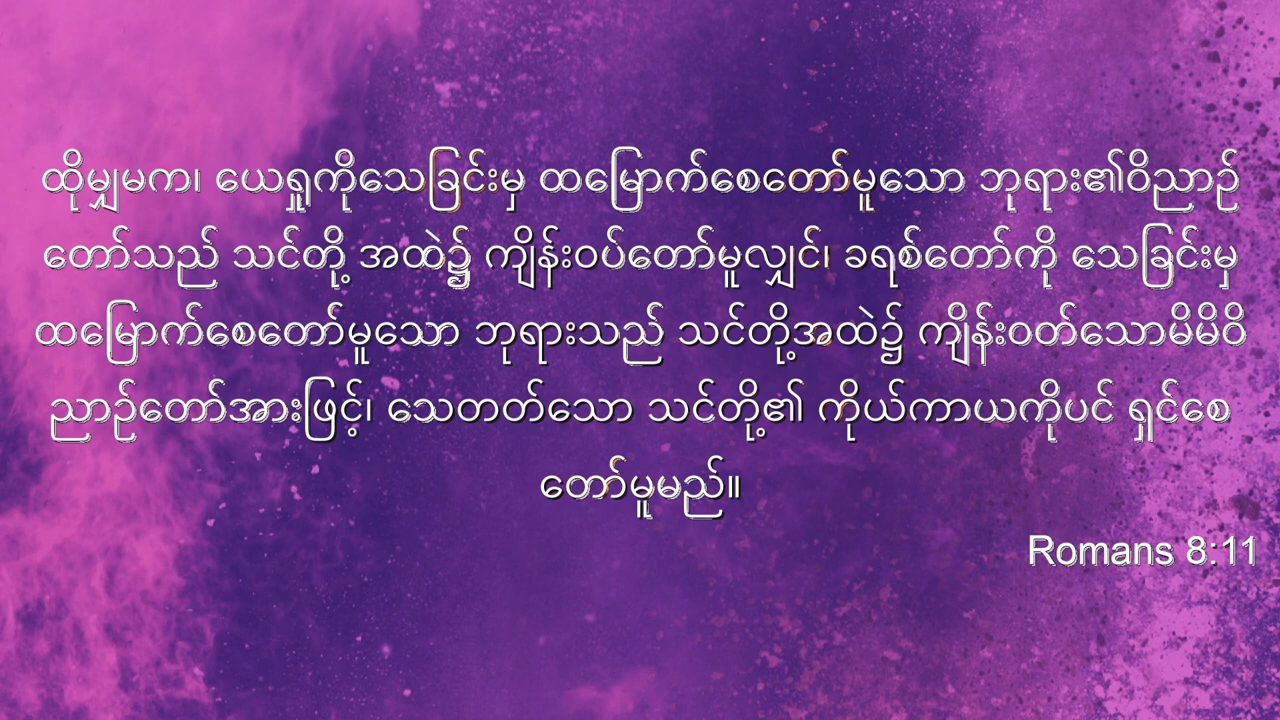 ထိုမျှမက၊ ယေရှုကိုသေခြင်းမှ ထမြောက်စေတော်မူသော ဘုရား၏ဝိညာဉ်
တော်သည် သင်တို့ အထဲ၌ ကျိန်းဝပ်တော်မူလျှင်၊ ခရစ်တော်ကို သေခြင်းမှ
ထမြောက်စေတော်မူသော ဘုရားသည် သင်တို့အထဲ၌ ကျိန်းဝတ်သောမိမိဝိ
ညာဉ်တော်အားဖြင့်၊ သေတတ်သော သင်တို့၏ ကိုယ်ကာယကိုပင် ရှင်စေ
တော်မူမည်။
Romans 8:11